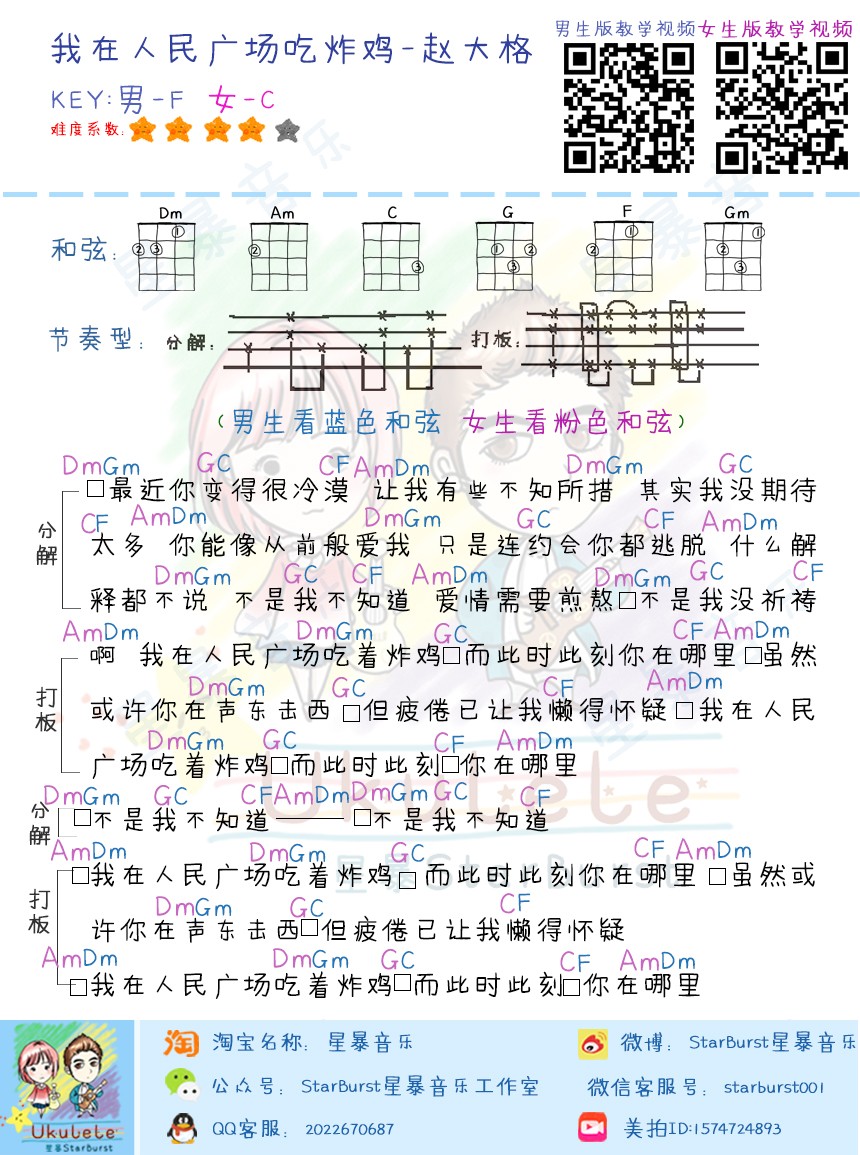 我在人民广场吃炸鸡-赵大格
男生版教学视频 女生版教学视频
KEY:男-F 女-C
难度系数:
和弦: Dm Am C G F Gm
节奏型: 分解: 打板:
(男生看蓝色和弦 女生看粉色和弦)
DmGm GC CF AmDm DmGm GC
□最近你变得很冷漠 让我有些不知所措 其实我没期待
CF AmDm DmGm GC CF AmDm
分解 太多 你能像从前般爱我 只是连约会你都逃脱 什么解
DmGm GC CF AmDm DmGm GC CF
释都不说 不是我不知道 爱情需要煎熬□不是我没祈祷
AmDm DmGm GC CF AmDm
啊 我在人民广场吃着炸鸡□而此时此刻你在哪里□虽然
DmGm GC CF AmDm
打板 或许你在声东击西□但疲倦已让我懒得怀疑□我在人民
DmGm GC CF AmDm
广场吃着炸鸡□而此时此刻□你在哪里
DmGm GC CFAmDm DmGm GC CF
分解 □不是我不知道——— □不是我不知道
AmDm DmGm GC CF AmDm
□我在人民广场吃着炸鸡□而此时此刻你在哪里□虽然或
DmGm GC CF
打板 许你在声东击西□但疲倦已让我懒得怀疑
AmDm DmGm GC CF AmDm
□我在人民广场吃着炸鸡□而此时此刻□你在哪里
淘 淘宝名称: 星暴音乐 微博: StarBurst星暴音乐
公众号: StarBurst星暴音乐工作室 微信客服号: starburst001
QQ客服: 2022670687 美拍ID:1574724893
Ukulele
星暴StarBurst